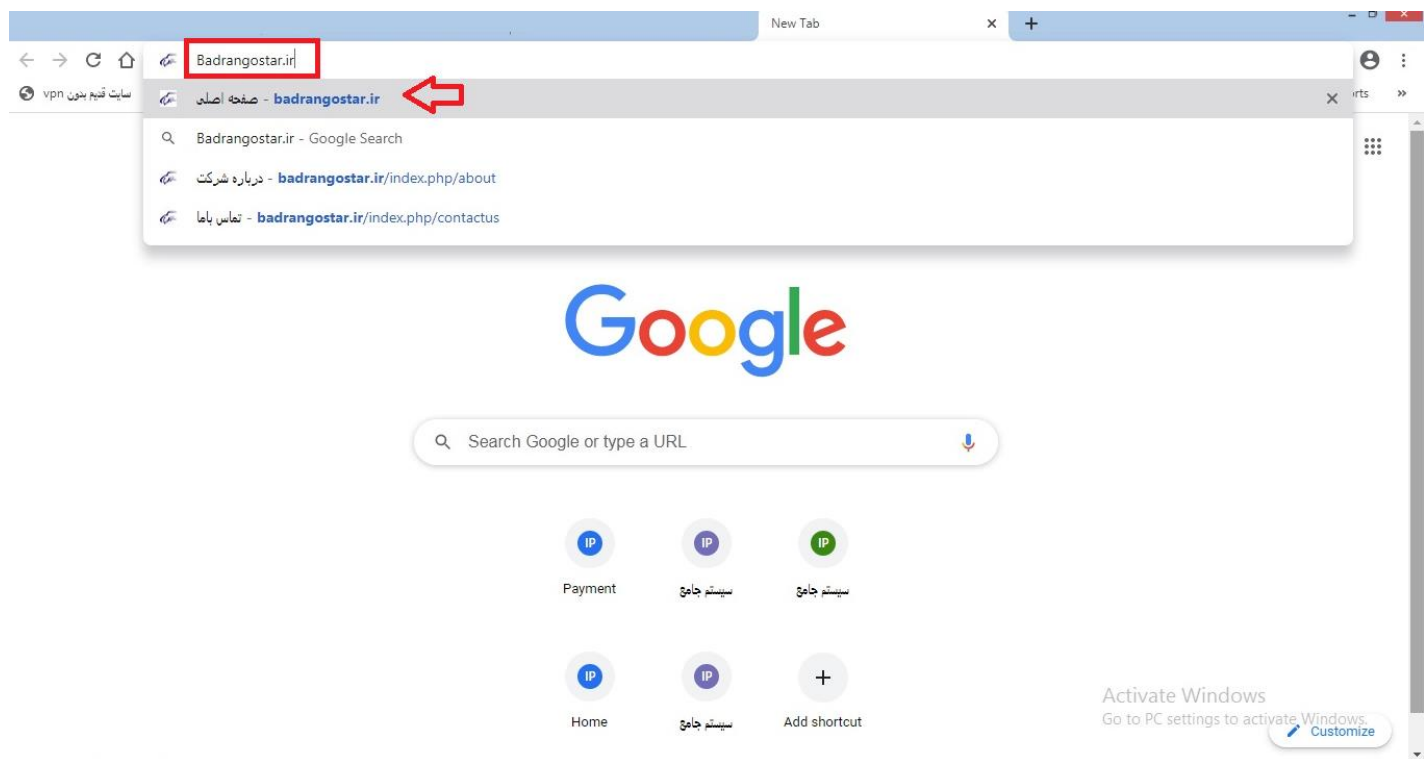 New Tab
Badrangostar.ir
سایت قدیم بدون vpn
صفحه اصلی - badrangostar.ir
rts
Badrangostar.ir - Google Search
درباره شرکت - badrangostar.ir/index.php/about
تماس باما - badrangostar.ir/index.php/contactus
Google
Search Google or type a URL
IP IP IP
Payment سیستم جامع سیستم جامع
IP IP
Home سیستم جامع Add shortcut
Activate Windows
Go to PC settings to activate Windows.
Customize